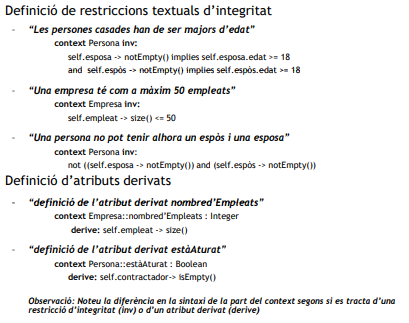 Definició de restriccions textuals d'integritat
- "Les persones casades han de ser majors d'edat"
context Persona inv:
self.esposa -> notEmpty() implies self.esposa.edat >= 18
and self.espòs -> notEmpty() implies self.espòs.edat >= 18
- "Una empresa té com a màxim 50 empleats"
context Empresa inv:
self.empleat -> size() <= 50
- "Una persona no pot tenir alhora un espòs i una esposa"
context Persona inv:
not ((self.esposa -> notEmpty()) and (self.espòs -> notEmpty())
Definició d'atributs derivats
- "definició de l'atribut derivat nombred'Empleats"
context Empresa::nombred'Empleats : Integer
derive: self.empleat -> size()
- "definició de l'atribut derivat estàAturat"
context Persona::estàAturat : Boolean
derive: self.contractador-> isEmpty()
Observació: Noteu la diferència en la sintaxi de la part del context segons si es tracta d'una
restricció d'integritat (inv) o d'un atribut derivat (derive)